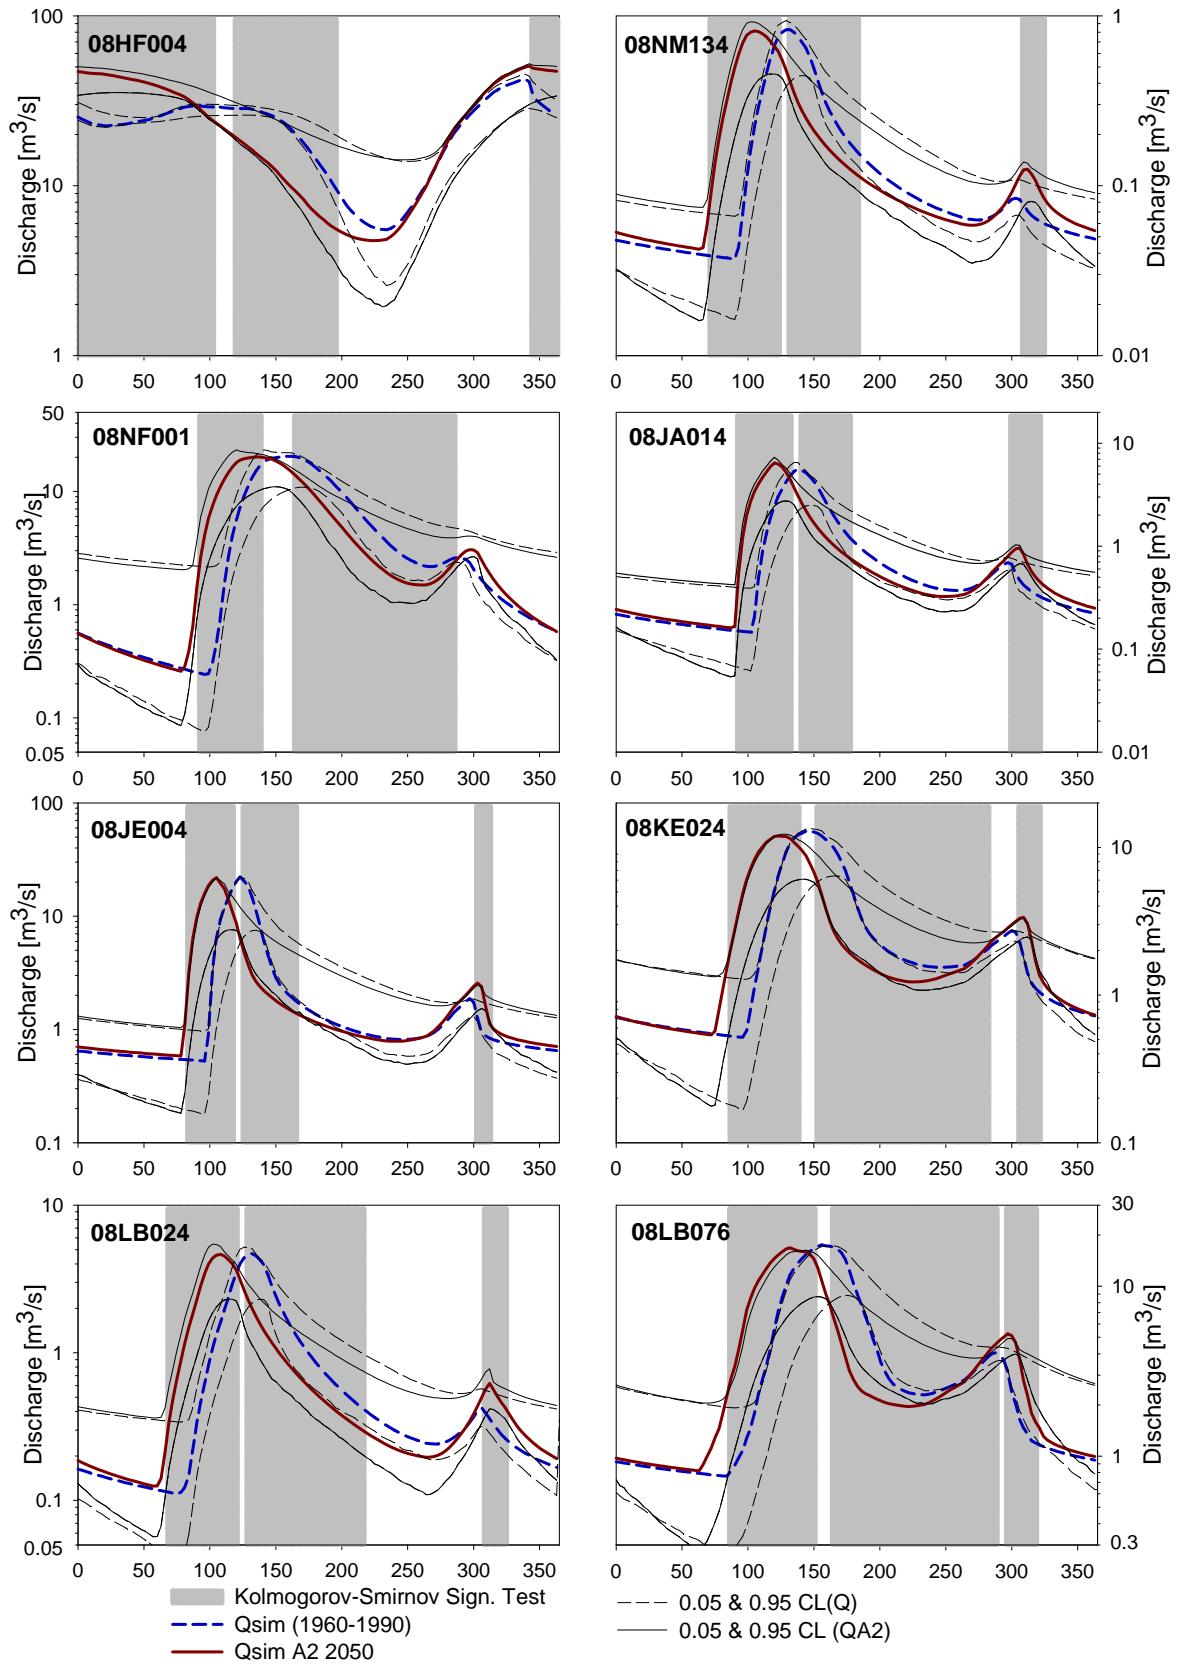 100
10
1
Discharge [m³/s]
08HF004
0 50 100 150 200 250 300 350
1
0.1
0.01
Discharge [m³/s]
08NM134
0 50 100 150 200 250 300 350
50
10
1
0.1
0.05
Discharge [m³/s]
08NF001
0 50 100 150 200 250 300 350
10
1
0.1
0.01
Discharge [m³/s]
08JA014
0 50 100 150 200 250 300 350
100
10
1
0.1
Discharge [m³/s]
08JE004
0 50 100 150 200 250 300 350
10
1
0.1
Discharge [m³/s]
08KE024
0 50 100 150 200 250 300 350
10
1
0.1
0.05
Discharge [m³/s]
08LB024
0 50 100 150 200 250 300 350
30
10
1
0.3
Discharge [m³/s]
08LB076
0 50 100 150 200 250 300 350
Kolmogorov-Smirnov Sign. Test
Qsim (1960-1990)
Qsim A2 2050
0.05 & 0.95 CL(Q)
0.05 & 0.95 CL (QA2)